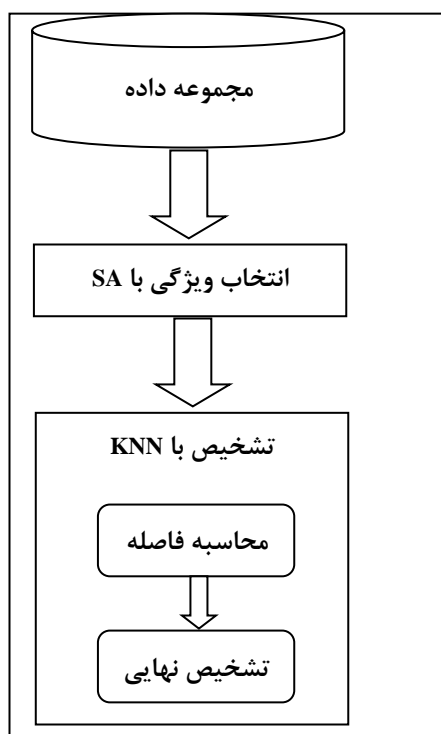 مجموعه داده
انتخاب ویژگی با SA
تشخیص با KNN
محاسبه فاصله
تشخیص نهایی